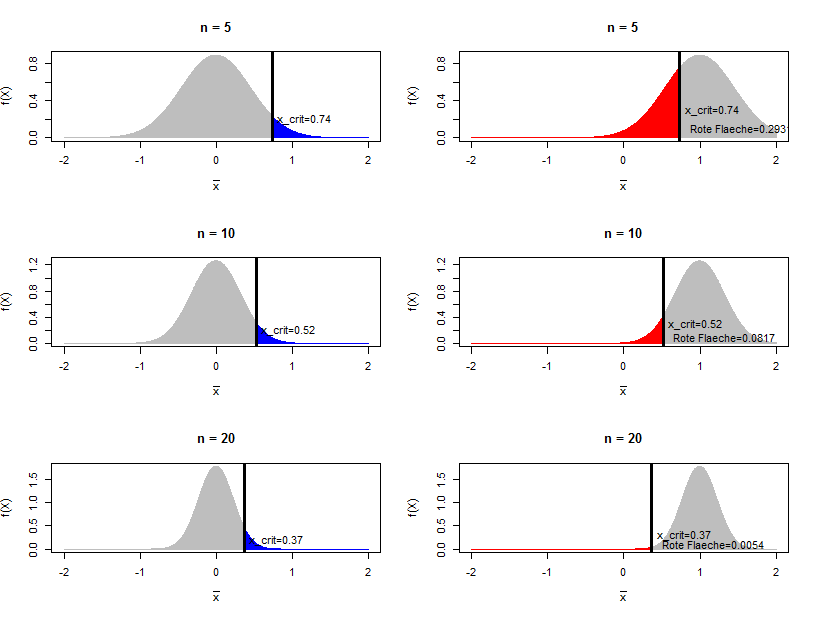 n = 5
f(X)
0.0 0.4 0.8
x_crit=0.74
-2 -1 0 1 2
x̅
n = 5
f(X)
0.0 0.4 0.8
x_crit=0.74
Rote Flaeche=0.293
-2 -1 0 1 2
x̅
n = 10
f(X)
0.0 0.4 0.8 1.2
x_crit=0.52
-2 -1 0 1 2
x̅
n = 10
f(X)
0.0 0.4 0.8 1.2
x_crit=0.52
Rote Flaeche=0.0817
-2 -1 0 1 2
x̅
n = 20
f(X)
0.0 0.5 1.0 1.5
x_crit=0.37
-2 -1 0 1 2
x̅
n = 20
f(X)
0.0 0.5 1.0 1.5
x_crit=0.37
Rote Flaeche=0.0054
-2 -1 0 1 2
x̅